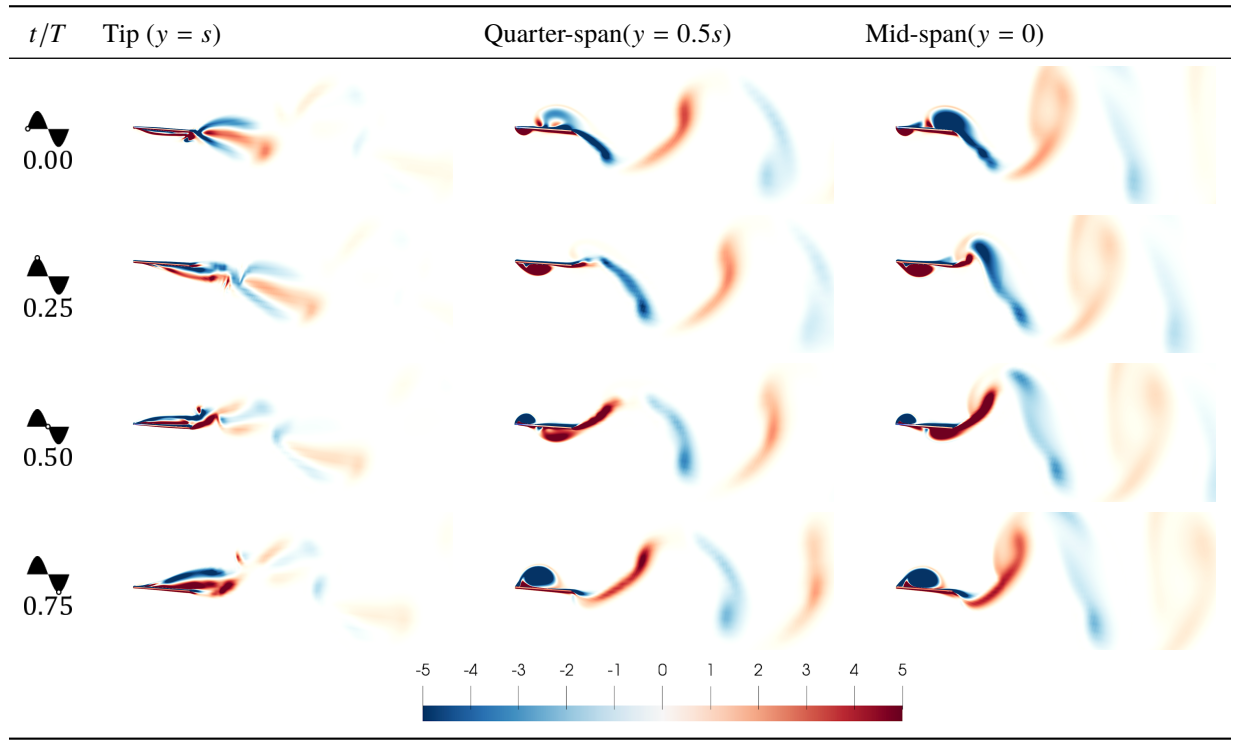 t/T Tip (y = s) Quarter-span(y = 0.5s) Mid-span(y = 0)
0.00
0.25
0.50
0.75
-5 -4 -3 -2 -1 0 1 2 3 4 5